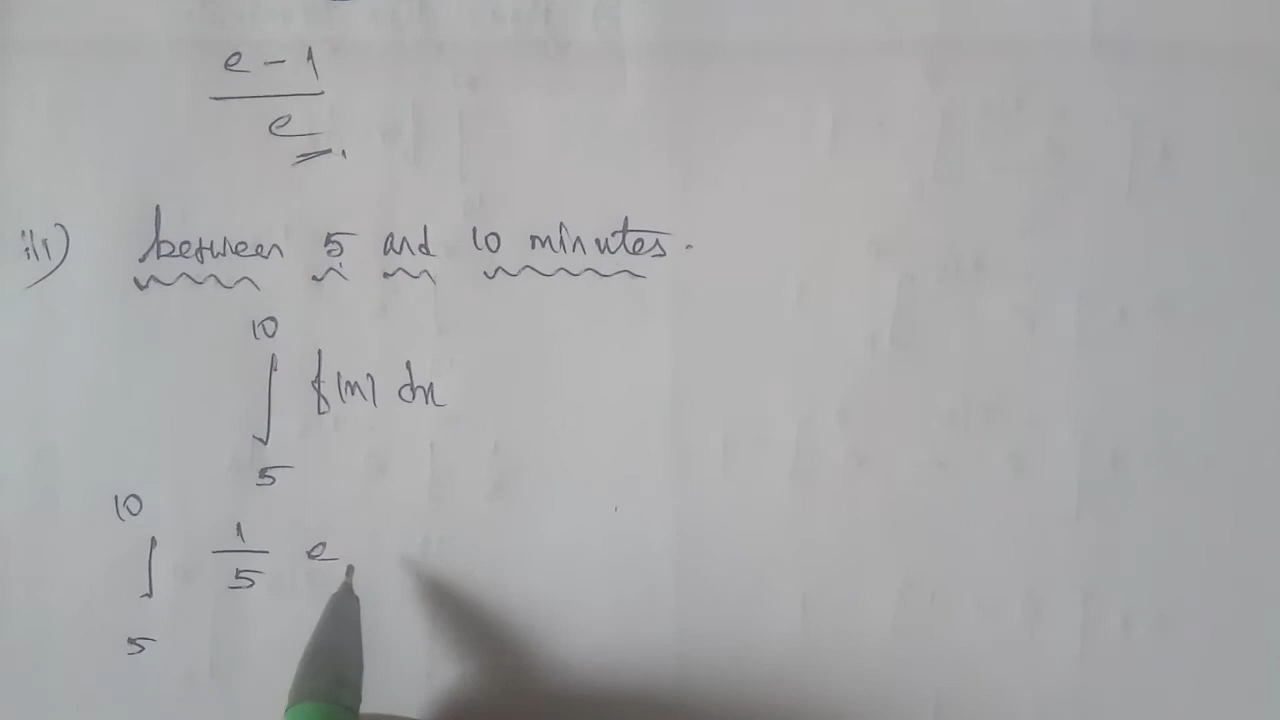 e - 1
e
iii) between 5 and 10 minutes.
10
∫ f(x) dx
5
10
∫ 1/5 e
5